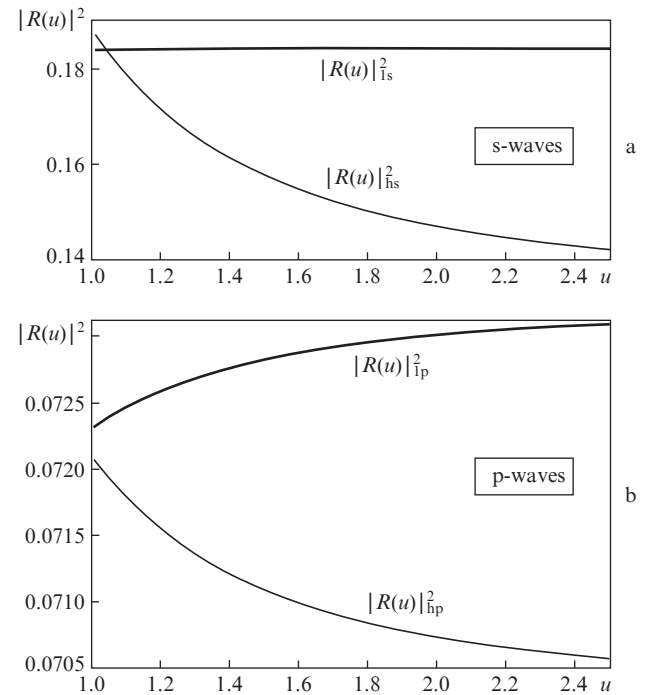 |R(u)|²
0.18
|R(u)|²₁ₛ
s-waves
a
0.16
|R(u)|²ₕₛ
0.14
1.0 1.2 1.4 1.6 1.8 2.0 2.2 2.4 u
|R(u)|²
|R(u)|²₁ₚ
0.0725
0.0720
p-waves
b
0.0715
0.0710
|R(u)|²ₕₚ
0.0705
1.0 1.2 1.4 1.6 1.8 2.0 2.2 2.4 u